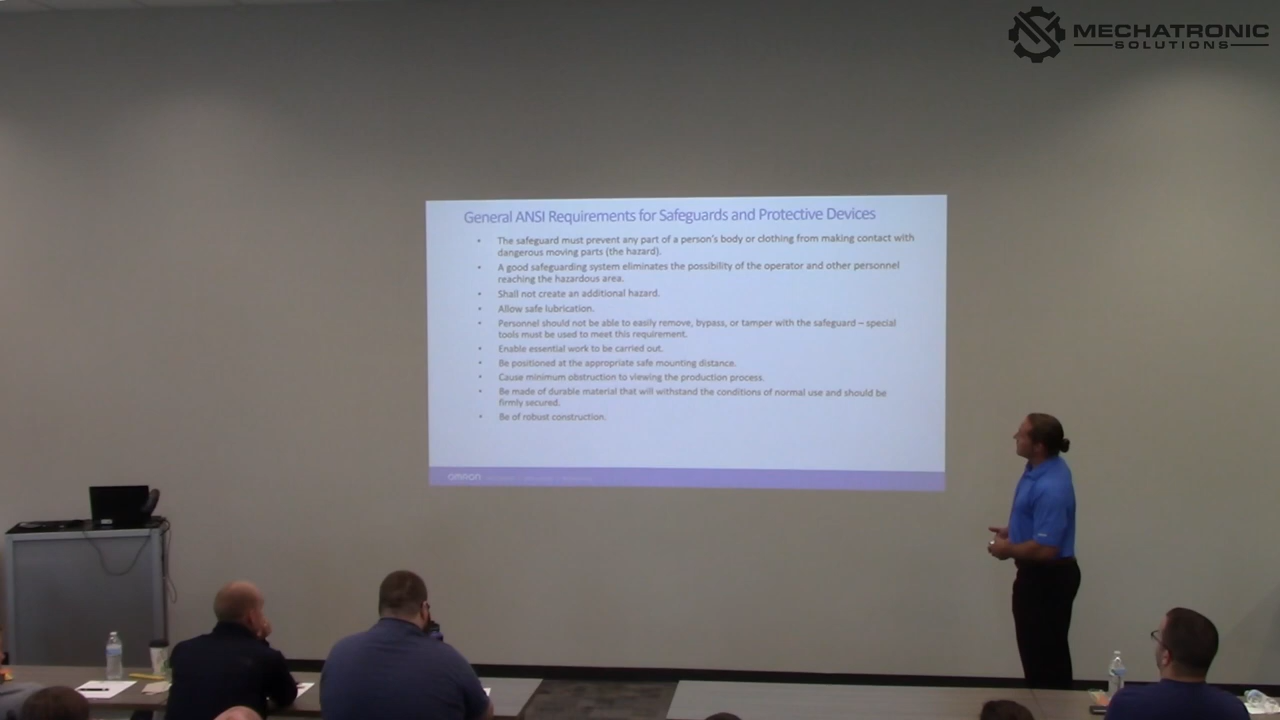 MECHATRONIC
SOLUTIONS
General ANSI Requirements for Safeguards and Protective Devices
• The safeguard must prevent any part of a person's body or clothing from making contact with
dangerous moving parts (the hazard).
• A good safeguarding system eliminates the possibility of the operator and other personnel
reaching the hazardous area.
• Shall not create an additional hazard.
• Allow safe lubrication.
• Personnel should not be able to easily remove, bypass, or tamper with the safeguard – special
tools must be used to meet this requirement.
• Enable essential work to be carried out.
• Be positioned at the appropriate safe mounting distance.
• Cause minimum obstruction to viewing the production process.
• Be made of durable material that will withstand the conditions of normal use and should be
firmly secured.
• Be of robust construction.
OMRON